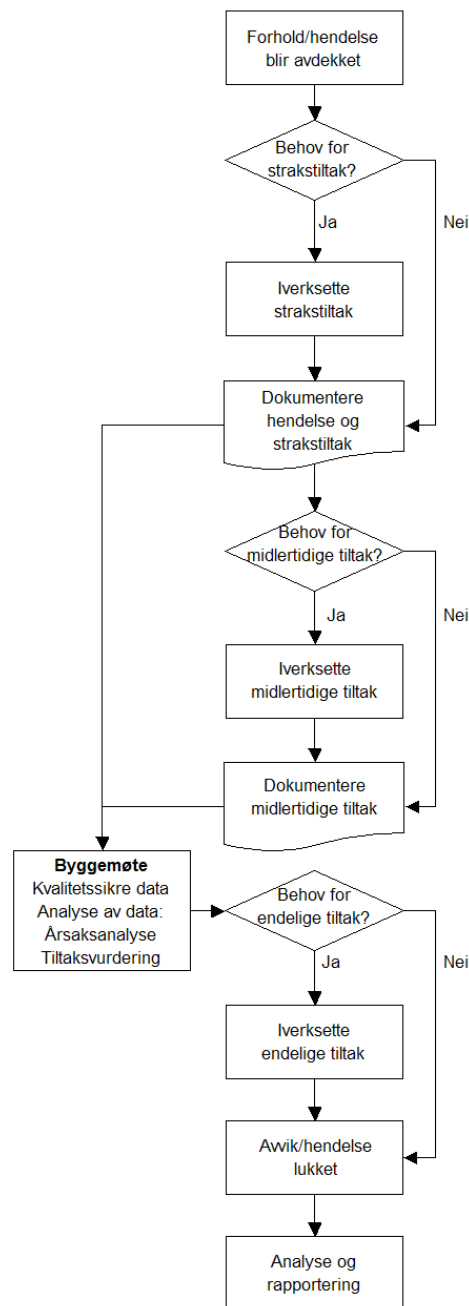 Forhold/hendelse
blir avdekket
Behov for
strakstiltak?
Ja
Nei
Iverksette
strakstiltak
Dokumentere
hendelse og
strakstiltak
Behov for
midlertidige tiltak?
Ja
Nei
Iverksette
midlertidige tiltak
Dokumentere
midlertidige tiltak
Byggemøte
Kvalitetssikre data
Analyse av data:
Årsaksanalyse
Tiltaksvurdering
Behov for
endelige tiltak?
Ja
Nei
Iverksette
endelige tiltak
Avvik/hendelse
lukket
Analyse og
rapportering